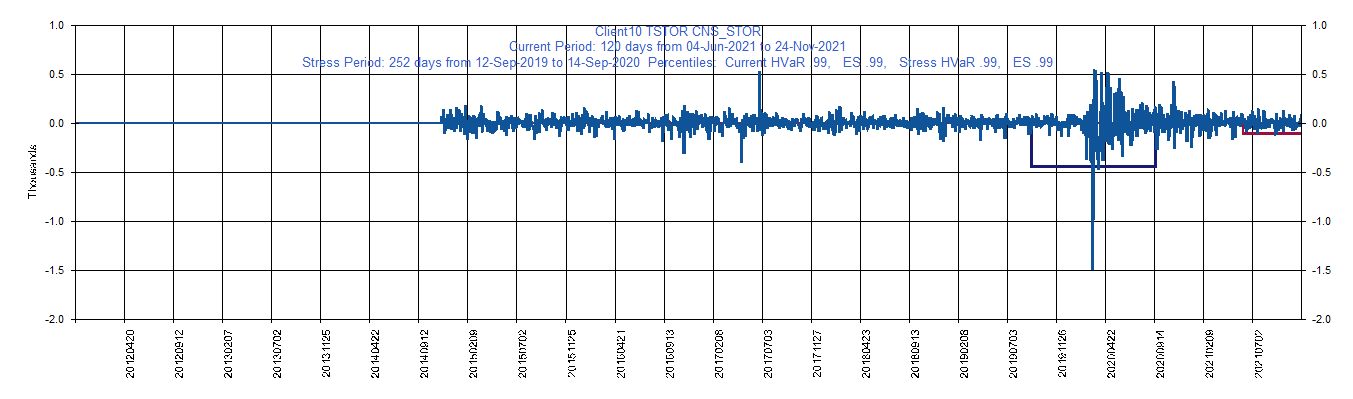 Client10 TSTOR CNS_STOR
Current Period: 120 days from 04-Jun-2021 to 24-Nov-2021
Stress Period: 252 days from 12-Sep-2019 to 14-Sep-2020 Percentiles: Current HVaR .99, ES .99, Stress HVaR .99, ES .99
1.0 1.0
0.5 0.5
0.0 0.0
-0.5 -0.5
-1.0 -1.0
-1.5 -1.5
-2.0 -2.0
Thousands
20120420 20120912 20130207 20130702 20131125 20140422 20140912 20150209 20150702 20151125 20160421 20160913 20170208 20170703 20171127 20180423 20180913 20190208 20190703 20191126 20200422 20200914 20210209 20210702